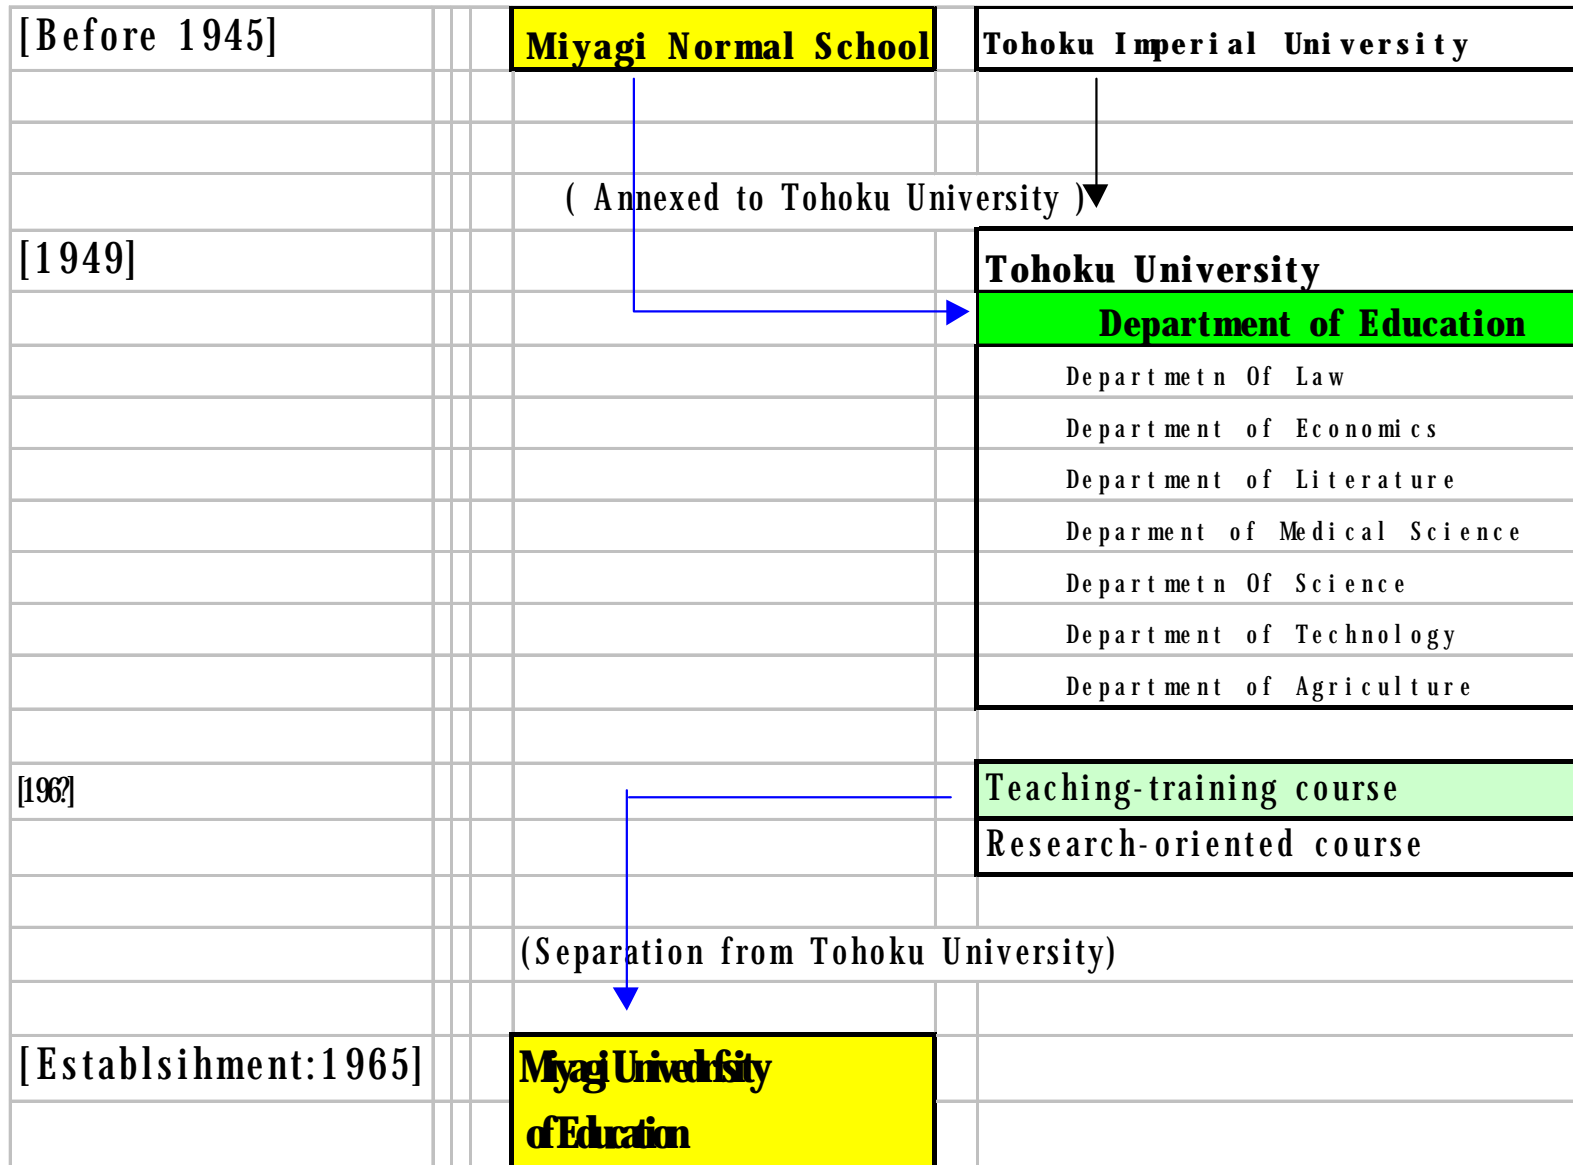 [Before 1945]
Miyagi Normal School
Tohoku Imperial University
( Annexed to Tohoku University )
[1949]
Tohoku University
Department of Education
Departmetn Of Law
Department of Economics
Department of Literature
Deparment of Medical Science
Departmetn Of Science
Department of Technology
Department of Agriculture
[196?]
Teaching-training course
Research-oriented course
(Separation from Tohoku University)
[Establsihment:1965]
Miyagi Univedrfsity
of Education